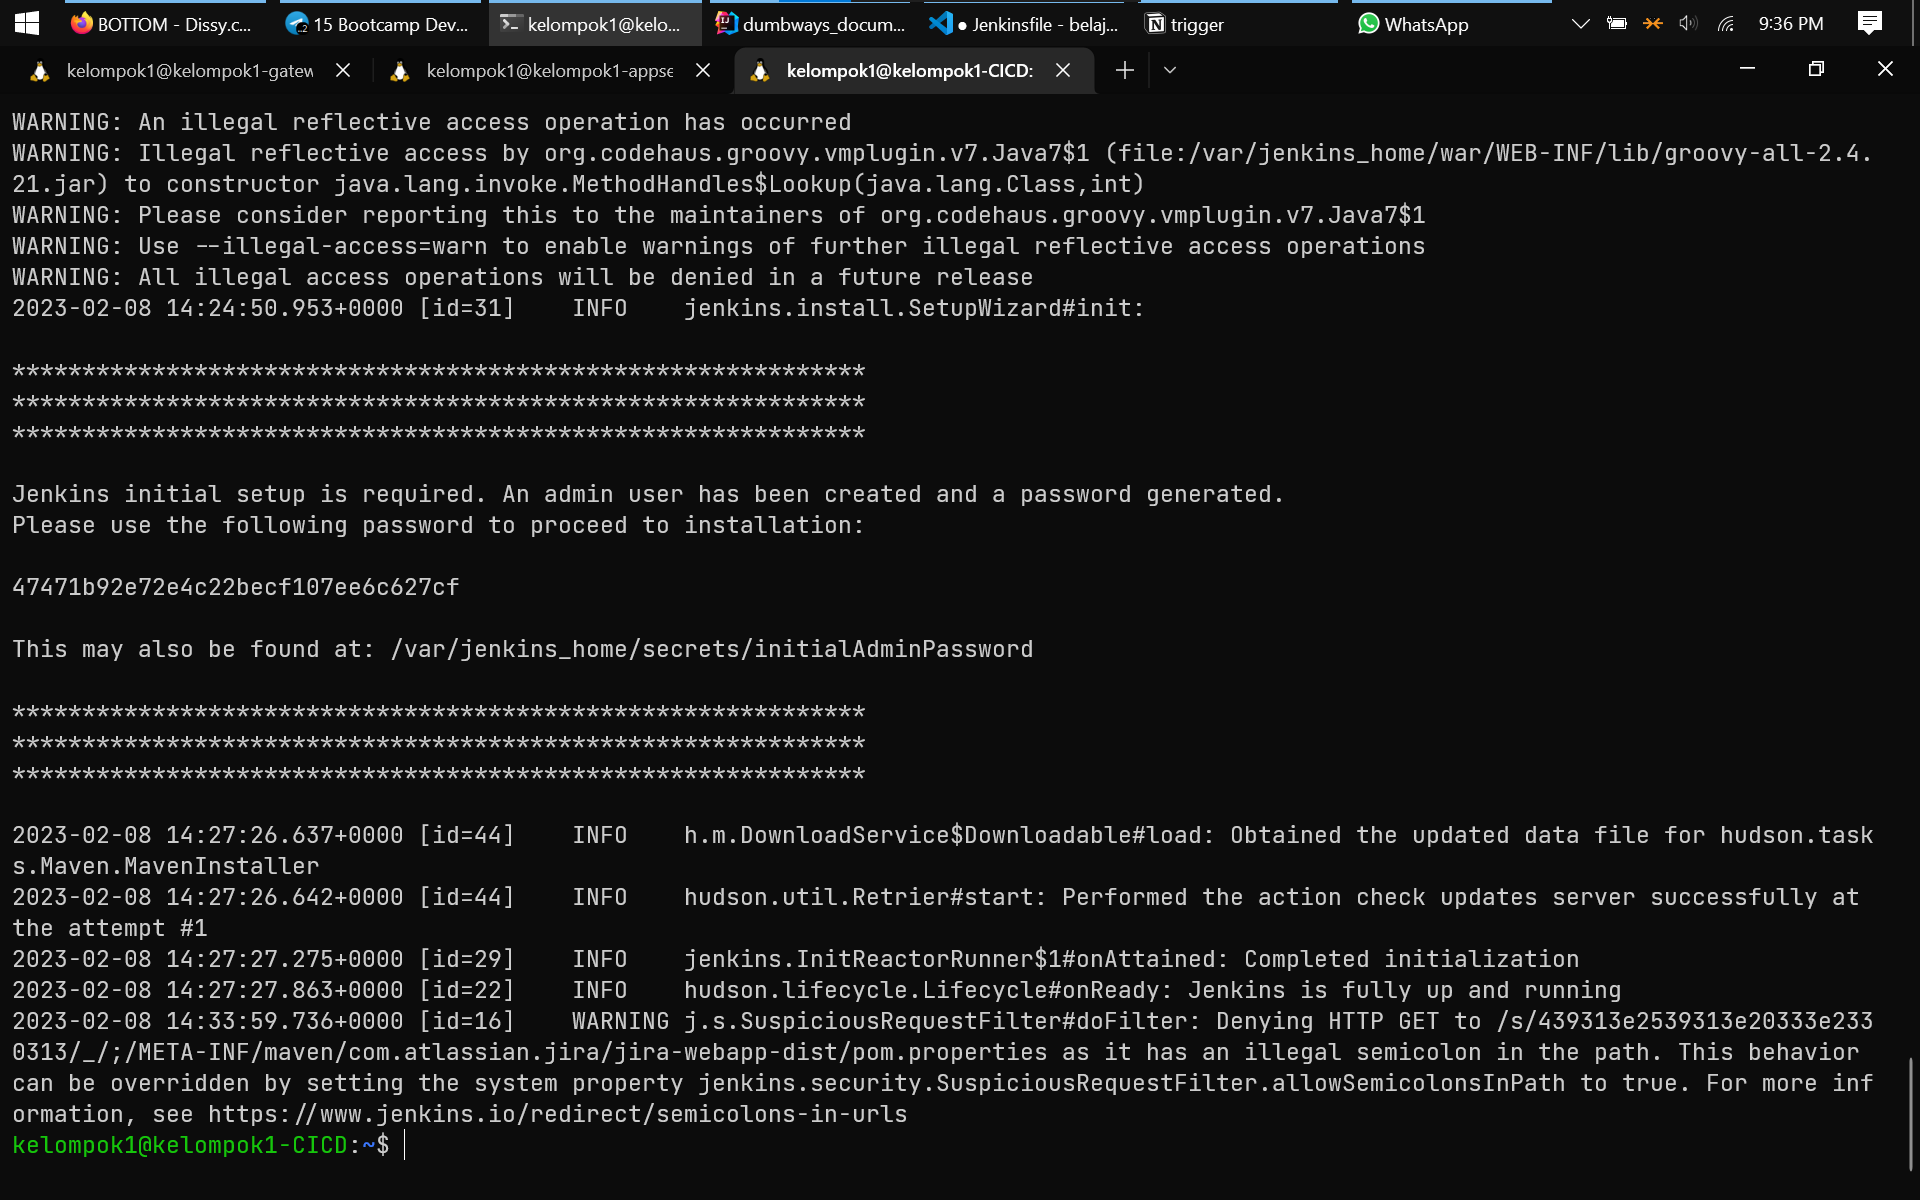 BOTTOM - Dissy.c...
15 Bootcamp Dev...
kelompok1@kelo...
dumbways_docum...
● Jenkinsfile - belaj...
trigger
WhatsApp
9:36 PM
kelompok1@kelompok1-gatew
kelompok1@kelompok1-appse
kelompok1@kelompok1-CICD:
WARNING: An illegal reflective access operation has occurred
WARNING: Illegal reflective access by org.codehaus.groovy.vmplugin.v7.Java7$1 (file:/var/jenkins_home/war/WEB-INF/lib/groovy-all-2.4.
21.jar) to constructor java.lang.invoke.MethodHandles$Lookup(java.lang.Class,int)
WARNING: Please consider reporting this to the maintainers of org.codehaus.groovy.vmplugin.v7.Java7$1
WARNING: Use --illegal-access=warn to enable warnings of further illegal reflective access operations
WARNING: All illegal access operations will be denied in a future release
2023-02-08 14:24:50.953+0000 [id=31]    INFO    jenkins.install.SetupWizard#init:
*************************************************************
*************************************************************
*************************************************************
Jenkins initial setup is required. An admin user has been created and a password generated.
Please use the following password to proceed to installation:
47471b92e72e4c22becf107ee6c627cf
This may also be found at: /var/jenkins_home/secrets/initialAdminPassword
*************************************************************
*************************************************************
*************************************************************
2023-02-08 14:27:26.637+0000 [id=44]    INFO    h.m.DownloadService$Downloadable#load: Obtained the updated data file for hudson.task
s.Maven.MavenInstaller
2023-02-08 14:27:26.642+0000 [id=44]    INFO    hudson.util.Retrier#start: Performed the action check updates server successfully at
the attempt #1
2023-02-08 14:27:27.275+0000 [id=29]    INFO    jenkins.InitReactorRunner$1#onAttained: Completed initialization
2023-02-08 14:27:27.863+0000 [id=22]    INFO    hudson.lifecycle.Lifecycle#onReady: Jenkins is fully up and running
2023-02-08 14:33:59.736+0000 [id=16]    WARNING j.s.SuspiciousRequestFilter#doFilter: Denying HTTP GET to /s/439313e2539313e20333e233
0313/_/;/META-INF/maven/com.atlassian.jira/jira-webapp-dist/pom.properties as it has an illegal semicolon in the path. This behavior
can be overridden by setting the system property jenkins.security.SuspiciousRequestFilter.allowSemicolonsInPath to true. For more inf
ormation, see https://www.jenkins.io/redirect/semicolons-in-urls
kelompok1@kelompok1-CICD:~$